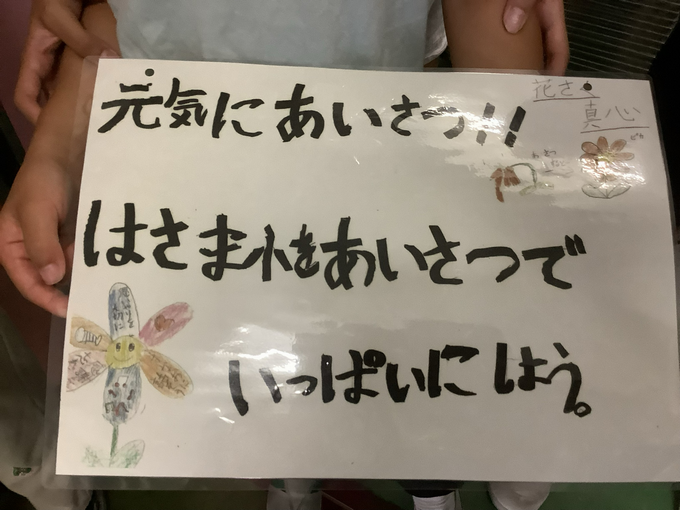 元気にあいさつ!!
花さく
真心
はさま小をあいさつで
いっぱいにしよう。